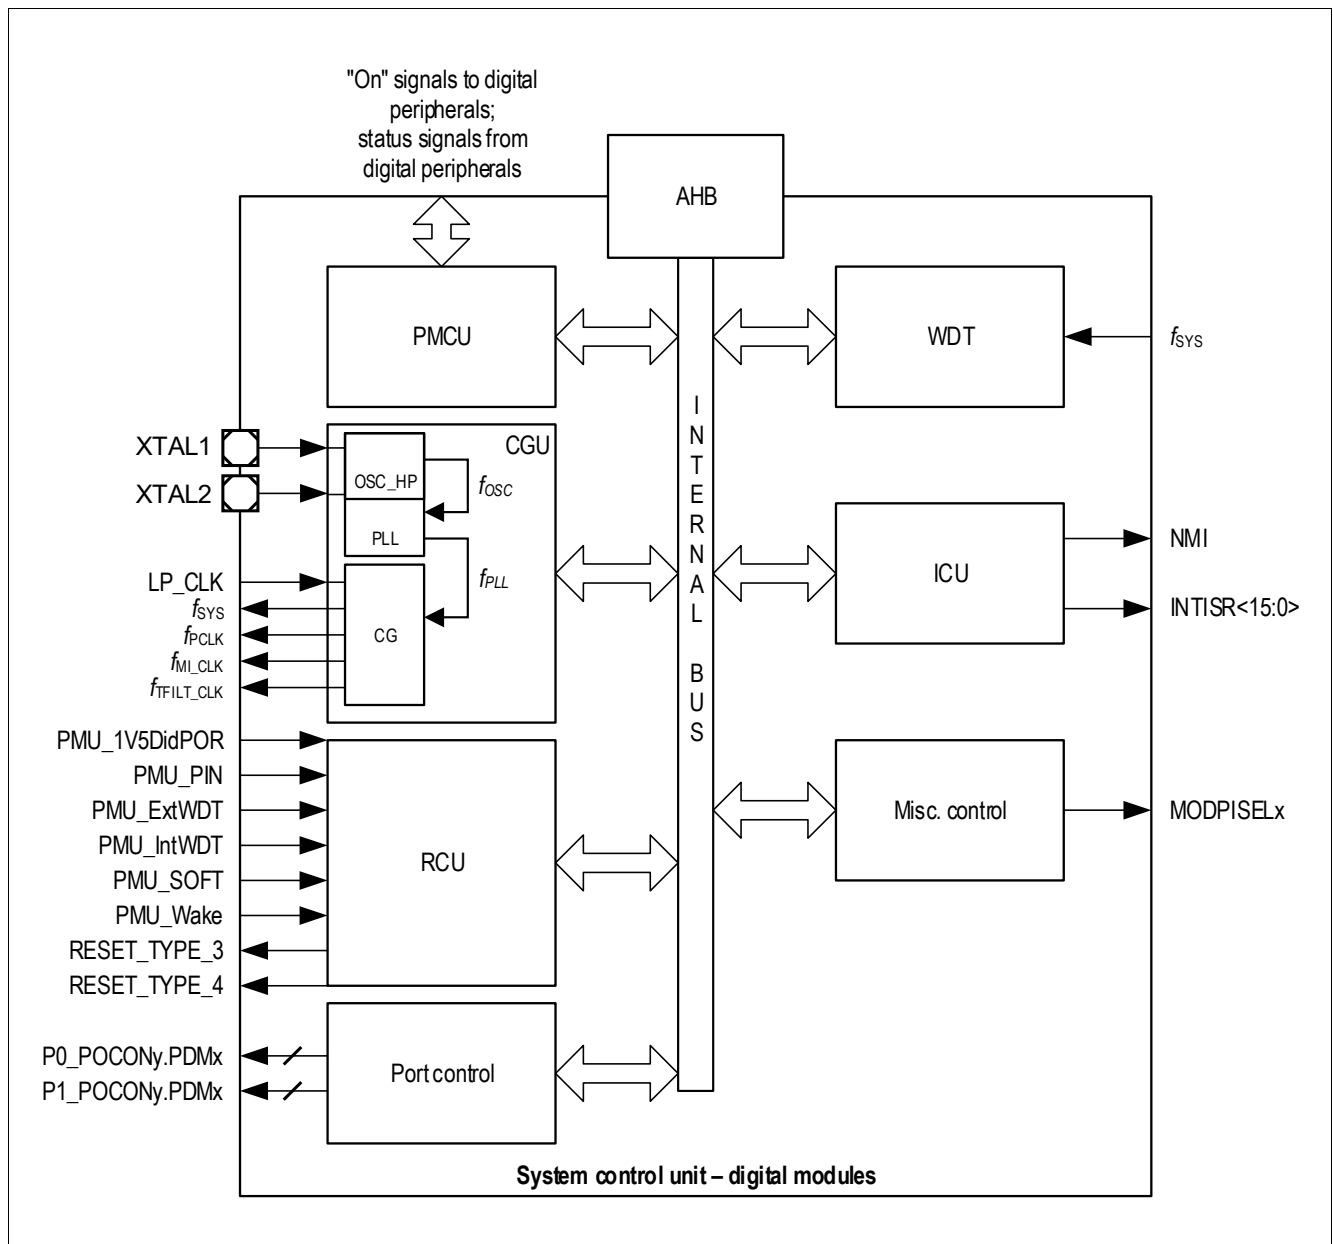 "On" signals to digital
peripherals;
status signals from
digital peripherals
AHB
PMCU
WDT
fSYS
INTERNAL BUS
XTAL1
XTAL2
CGU
OSC_HP
fOSC
PLL
fPLL
LP_CLK
fSYS
fPCLK
fMI_CLK
fTFILT_CLK
CG
ICU
NMI
INTISR<15:0>
PMU_1V5DidPOR
PMU_PIN
PMU_ExtWDT
PMU_IntWDT
PMU_SOFT
PMU_Wake
RESET_TYPE_3
RESET_TYPE_4
RCU
Misc. control
MODPISELx
P0_POCONy.PDMx
P1_POCONy.PDMx
Port control
System control unit – digital modules